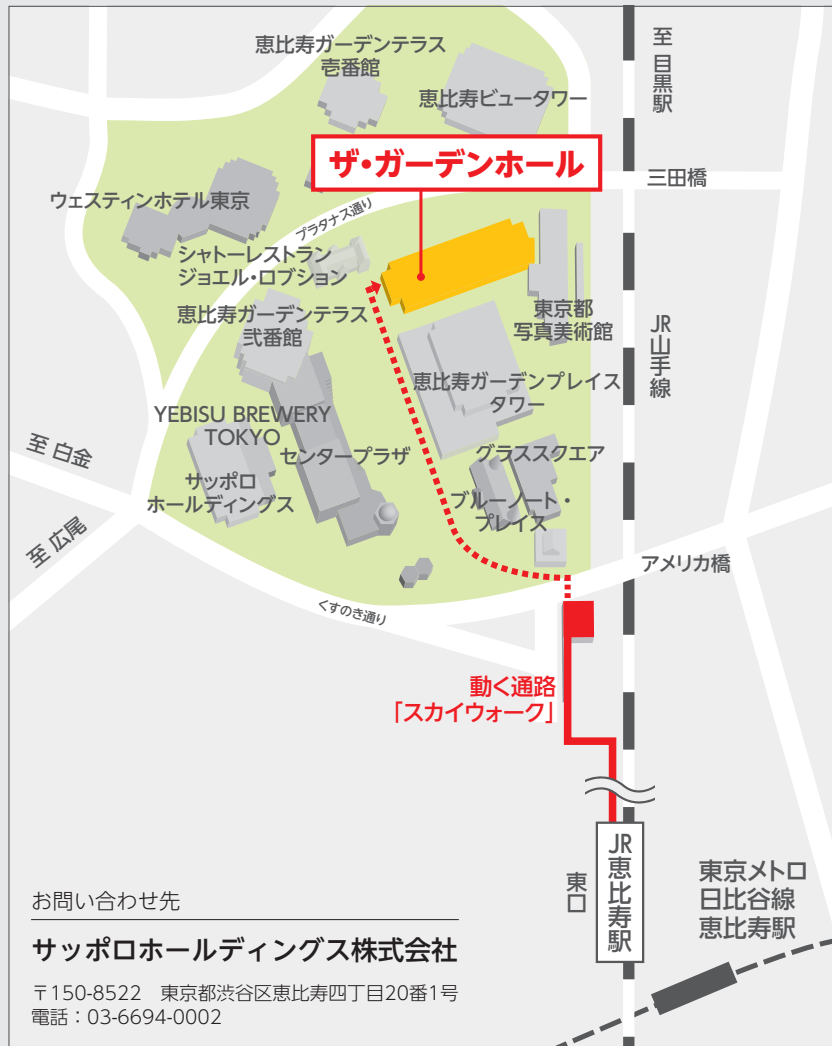 恵比寿ガーデンテラス
壱番館
恵比寿ビュータワー
至 目黒駅
ザ・ガーデンホール
三田橋
ウェスティンホテル東京
プラタナス通り
シャトーレストラン
ジョエル・ロブション
東京都
写真美術館
恵比寿ガーデンテラス
弐番館
JR山手線
恵比寿ガーデンプレイス
タワー
YEBISU BREWERY
TOKYO
センタープラザ
グラススクエア
至 白金
サッポロ
ホールディングス
ブルーノート・
プレイス
至 広尾
アメリカ橋
くすのき通り
動く通路
「スカイウォーク」
JR恵比寿駅
東口
東京メトロ
日比谷線
恵比寿駅
お問い合わせ先
サッポロホールディングス株式会社
〒150-8522　東京都渋谷区恵比寿四丁目20番1号
電話：03-6694-0002